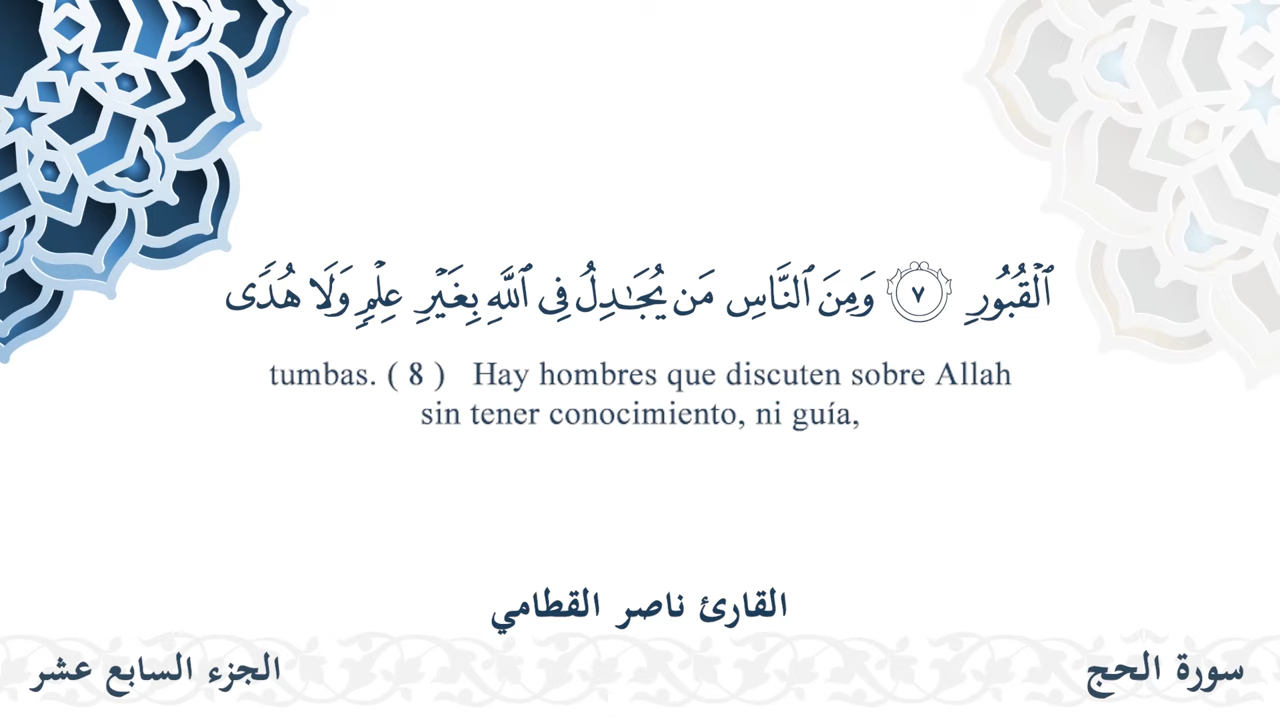 ٱلْقُبُورِ ٧ وَمِنَ ٱلنَّاسِ مَن يُجَـٰدِلُ فِى ٱللَّهِ بِغَيْرِ عِلْمٍ وَلَا هُدًى
tumbas. ( 8 ) Hay hombres que discuten sobre Allah
sin tener conocimiento, ni guía,
القارئ ناصر القطامي
سورة الحج
الجزء السابع عشر